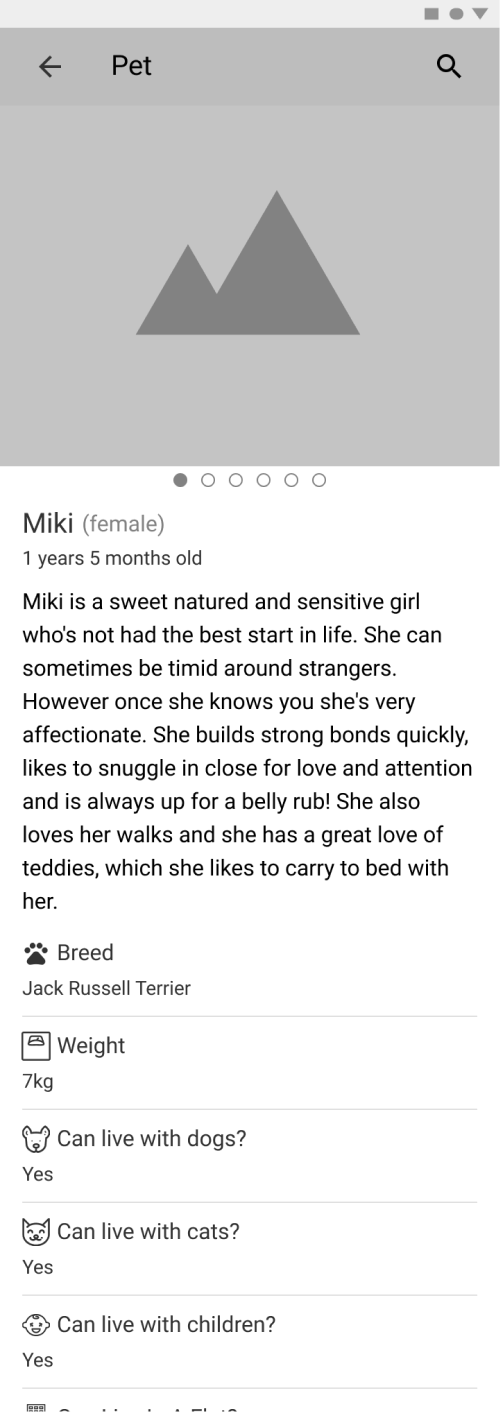 Pet
Miki (female)
1 years 5 months old
Miki is a sweet natured and sensitive girl
who's not had the best start in life. She can
sometimes be timid around strangers.
However once she knows you she's very
affectionate. She builds strong bonds quickly,
likes to snuggle in close for love and attention
and is always up for a belly rub! She also
loves her walks and she has a great love of
teddies, which she likes to carry to bed with
her.
Breed
Jack Russell Terrier
Weight
7kg
Can live with dogs?
Yes
Can live with cats?
Yes
Can live with children?
Yes